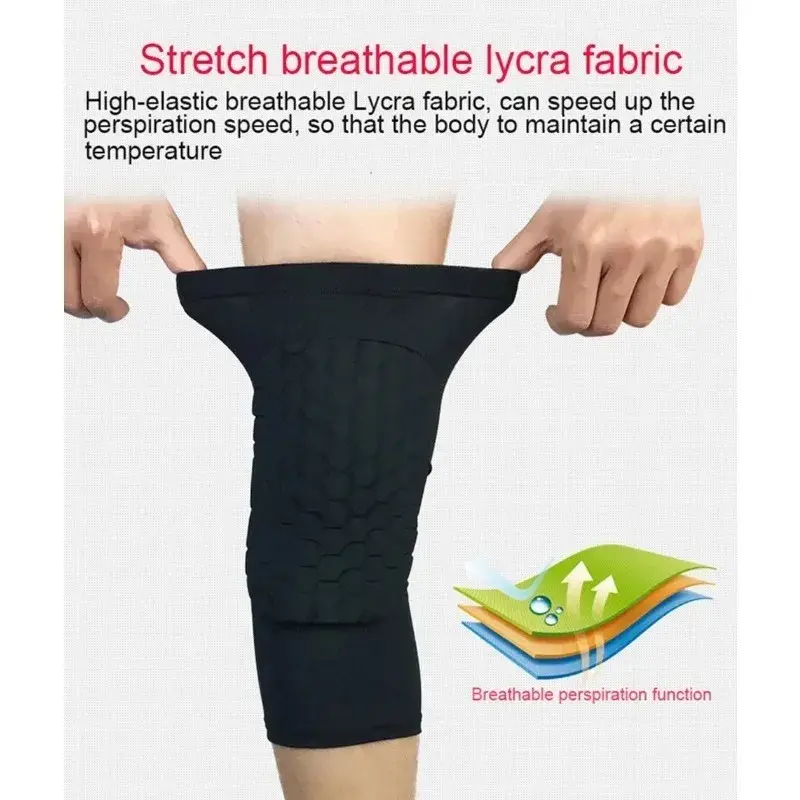 Stretch breathable lycra fabric
High-elastic breathable Lycra fabric, can speed up the
perspiration speed, so that the body to maintain a certain
temperature
Breathable perspiration function